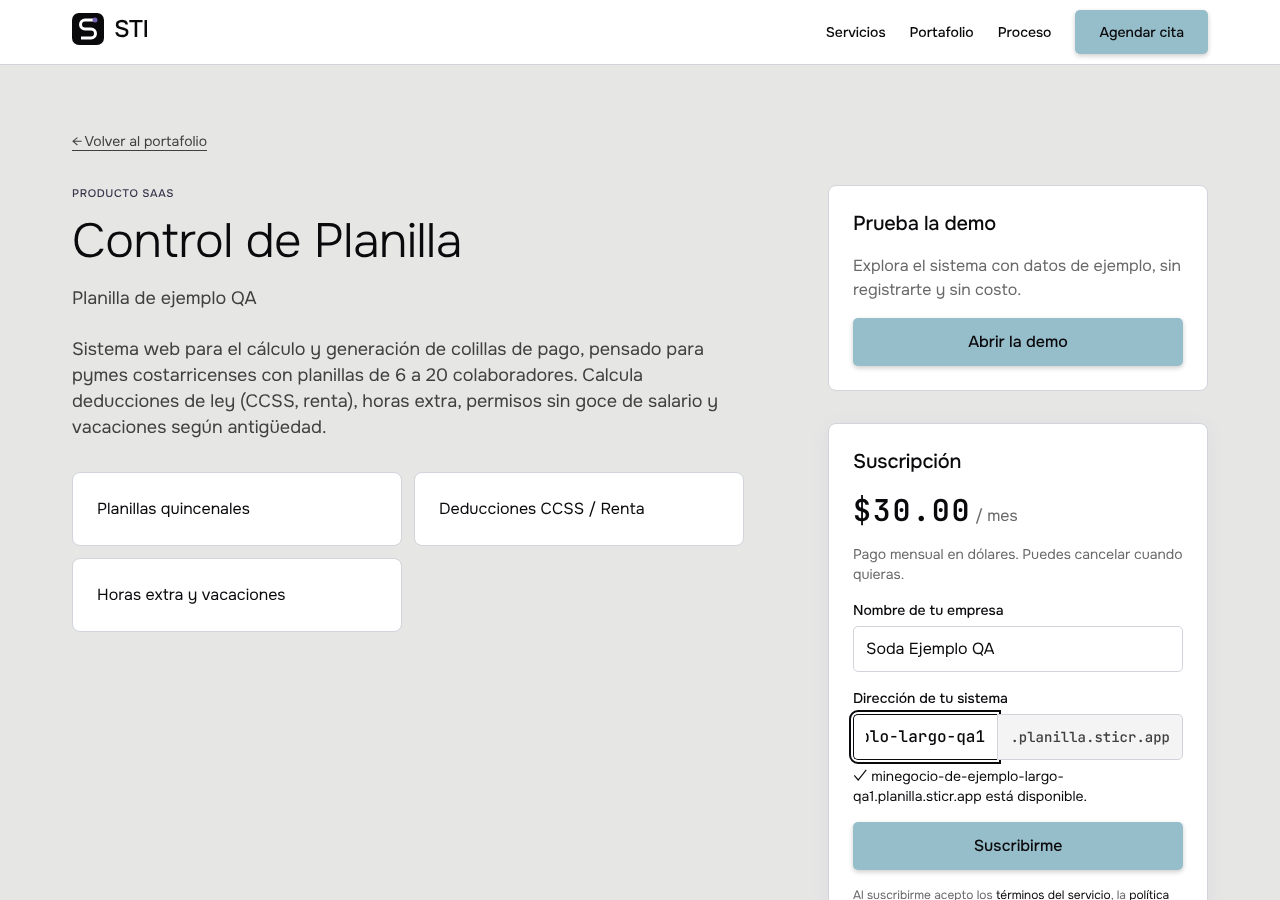 STI
Servicios
Portafolio
Proceso
Agendar cita
← Volver al portafolio
PRODUCTO SAAS
Control de Planilla
Planilla de ejemplo QA
Sistema web para el cálculo y generación de colillas de pago, pensado para
pymes costarricenses con planillas de 6 a 20 colaboradores. Calcula
deducciones de ley (CCSS, renta), horas extra, permisos sin goce de salario y
vacaciones según antigüedad.
Planillas quincenales
Deducciones CCSS / Renta
Horas extra y vacaciones
Prueba la demo
Explora el sistema con datos de ejemplo, sin
registrarte y sin costo.
Abrir la demo
Suscripción
$30.00 / mes
Pago mensual en dólares. Puedes cancelar cuando
quieras.
Nombre de tu empresa
Soda Ejemplo QA
Dirección de tu sistema
lo-largo-qa1 .planilla.sticr.app
✓ minegocio-de-ejemplo-largo-
qa1.planilla.sticr.app está disponible.
Suscribirme
Al suscribirme acepto los términos del servicio, la política